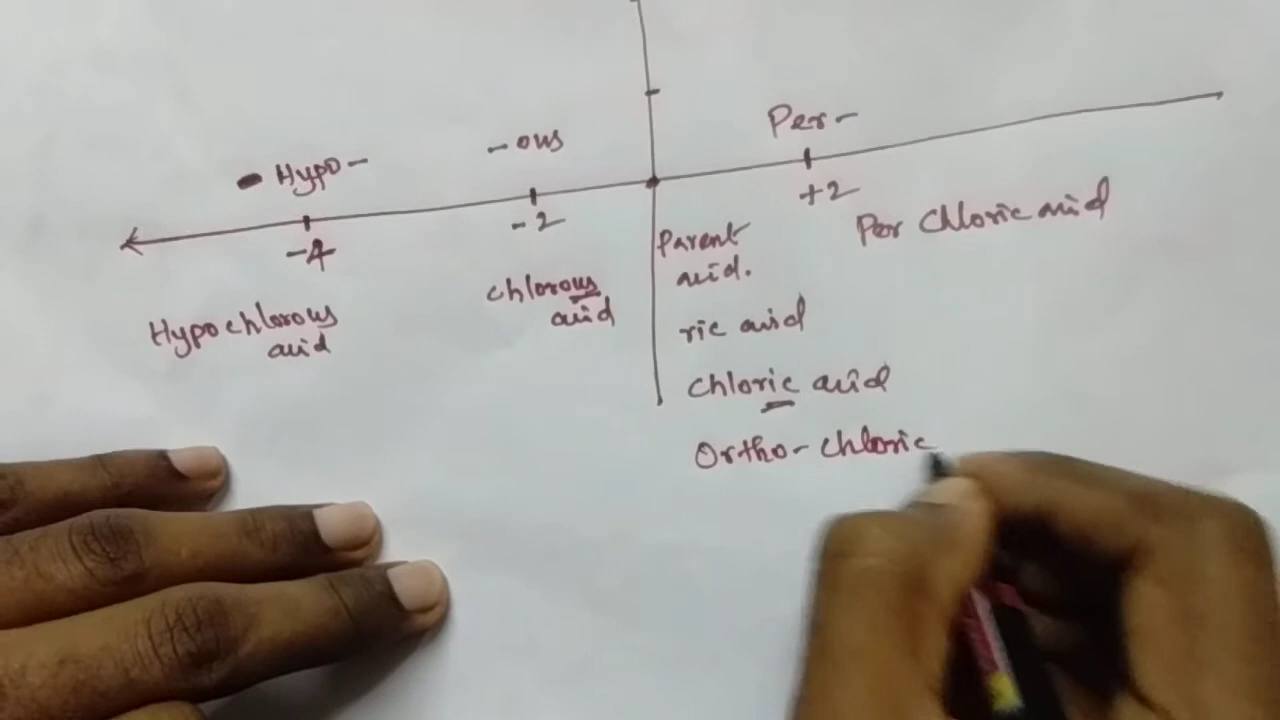 Per-
-ous
Hypo-
-4
-2
+2
Parent
acid.
Per Chloric acid
chlorous
acid
Hypochlorous
acid
ric acid
chloric acid
Ortho-chloric